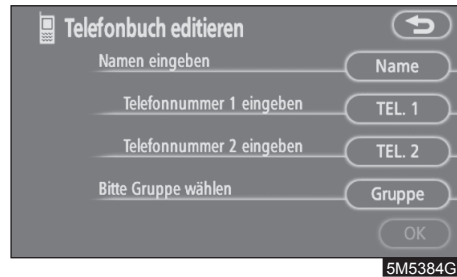 Telefonbuch editieren
Namen eingeben Name
Telefonnummer 1 eingeben TEL. 1
Telefonnummer 2 eingeben TEL. 2
Bitte Gruppe wählen Gruppe
OK
5M5384G